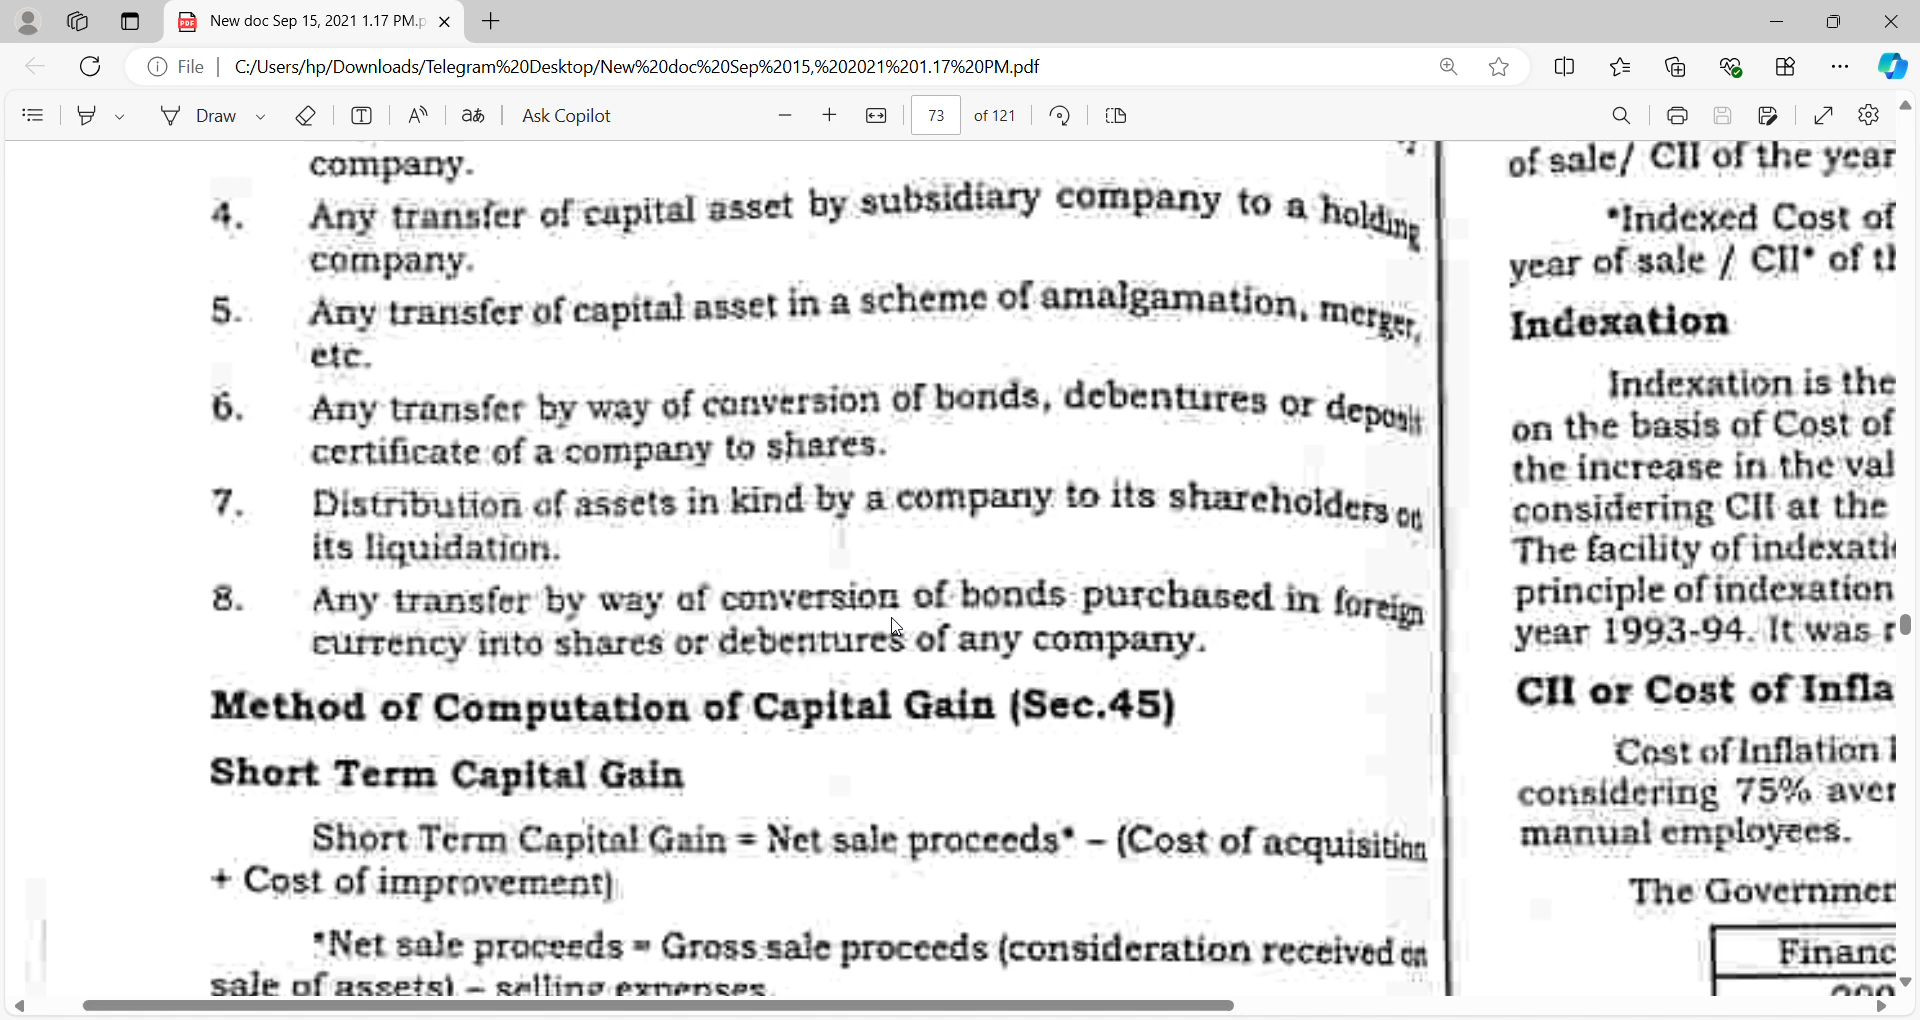 New doc Sep 15, 2021 1.17 PM.p
File
C:/Users/hp/Downloads/Telegram%20Desktop/New%20doc%20Sep%2015,%202021%201.17%20PM.pdf
Draw
Ask Copilot
73 of 121
company.
4. Any transfer of capital asset by subsidiary company to a holding
company.
5. Any transfer of capital asset in a scheme of amalgamation, merger,
etc.
6. Any transfer by way of conversion of bonds, debentures or deposit
certificate of a company to shares.
7. Distribution of assets in kind by a company to its shareholders on
its liquidation.
8. Any transfer by way of conversion of bonds purchased in foreign
currency into shares or debentures of any company.
Method of Computation of Capital Gain (Sec.45)
Short Term Capital Gain
Short Term Capital Gain = Net sale proceeds* – (Cost of acquisition
+ Cost of improvement)
*Net sale proceeds = Gross sale proceeds (consideration received on
sale of assets) – selling expenses.
of sale/ CII of the year
*Indexed Cost of
year of sale / CII* of
Indexation
Indexation is the
on the basis of Cost of
the increase in the val
considering CII at the
The facility of indexati
principle of indexation
year 1993-94. It was r
CII or Cost of Infla
Cost of Inflation
considering 75% aver
manual employees.
The Governmen
Financ